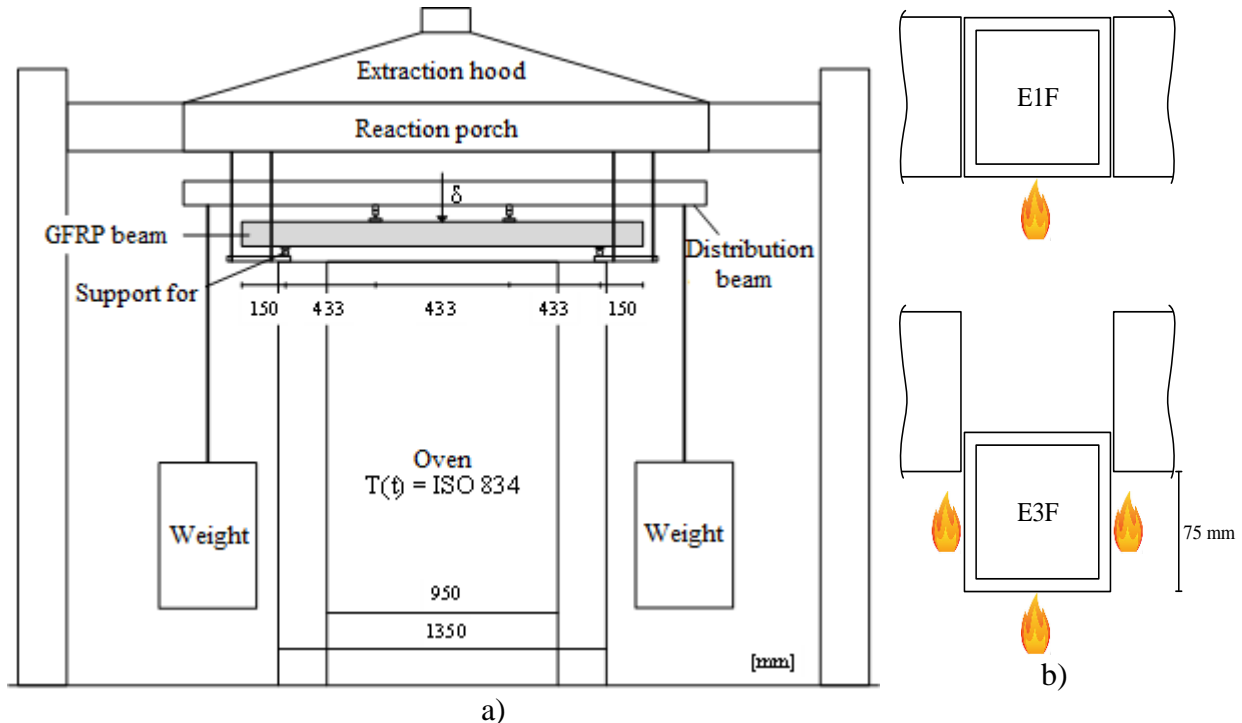 Extraction hood
Reaction porch
δ
GFRP beam
Distribution
beam
Support for
150 433 433 433 150
Oven
T(t) = ISO 834
Weight
Weight
950
1350
[mm]
a)
E1F
E3F
75 mm
b)